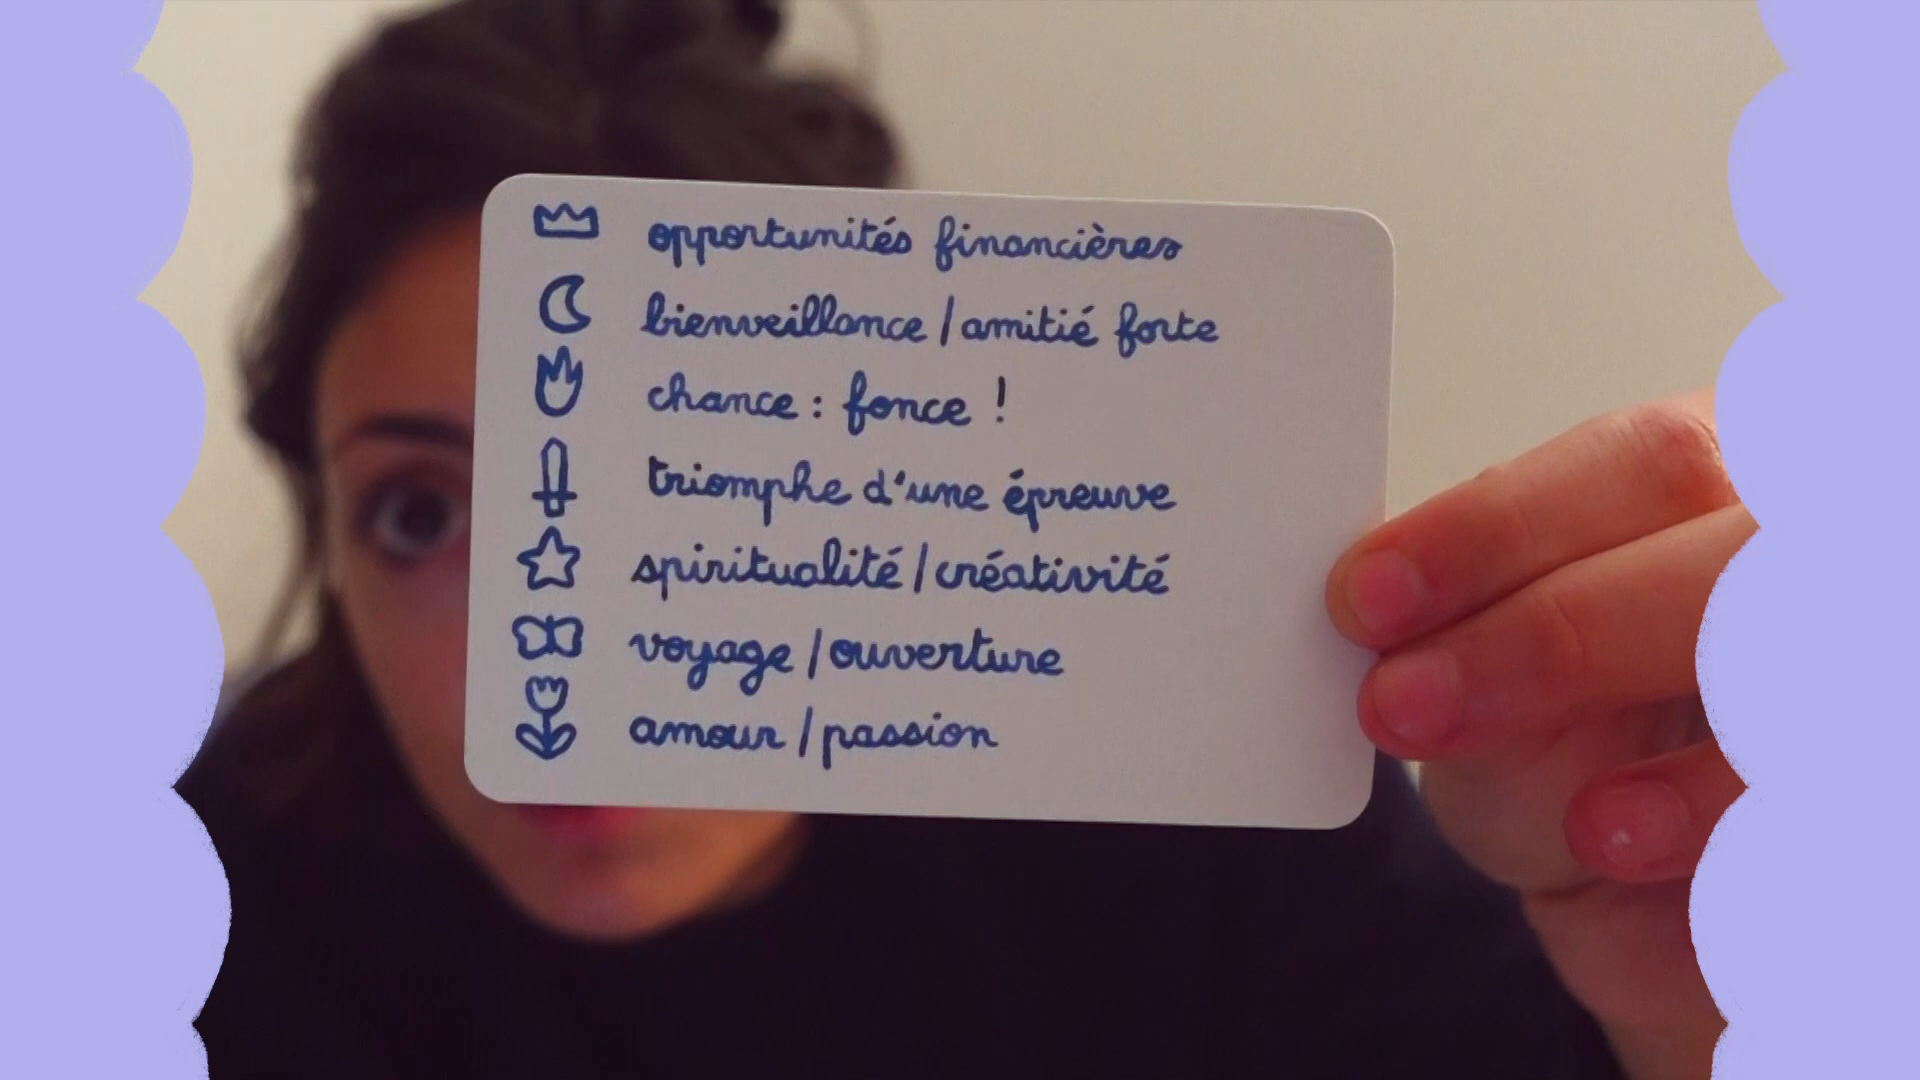 opportunités financières
bienveillance / amitié forte
chance : fonce !
triomphe d'une épreuve
spiritualité / créativité
voyage / ouverture
amour / passion